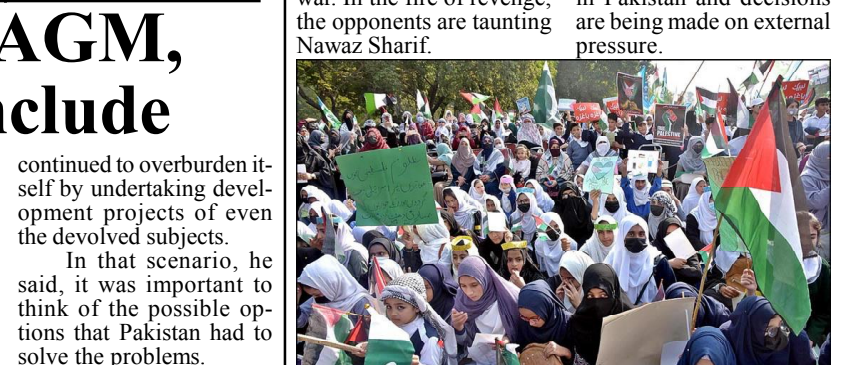 AGM,
nclude
continued to overburden it-
self by undertaking devel-
opment projects of even
the devolved subjects.
In that scenario, he
said, it was important to
think of the possible op-
tions that Pakistan had to
solve the problems.
war. In the fire of revenge,
the opponents are taunting
Nawaz Sharif.
in Pakistan and decisions
are being made on external
pressure.
PALESTINE